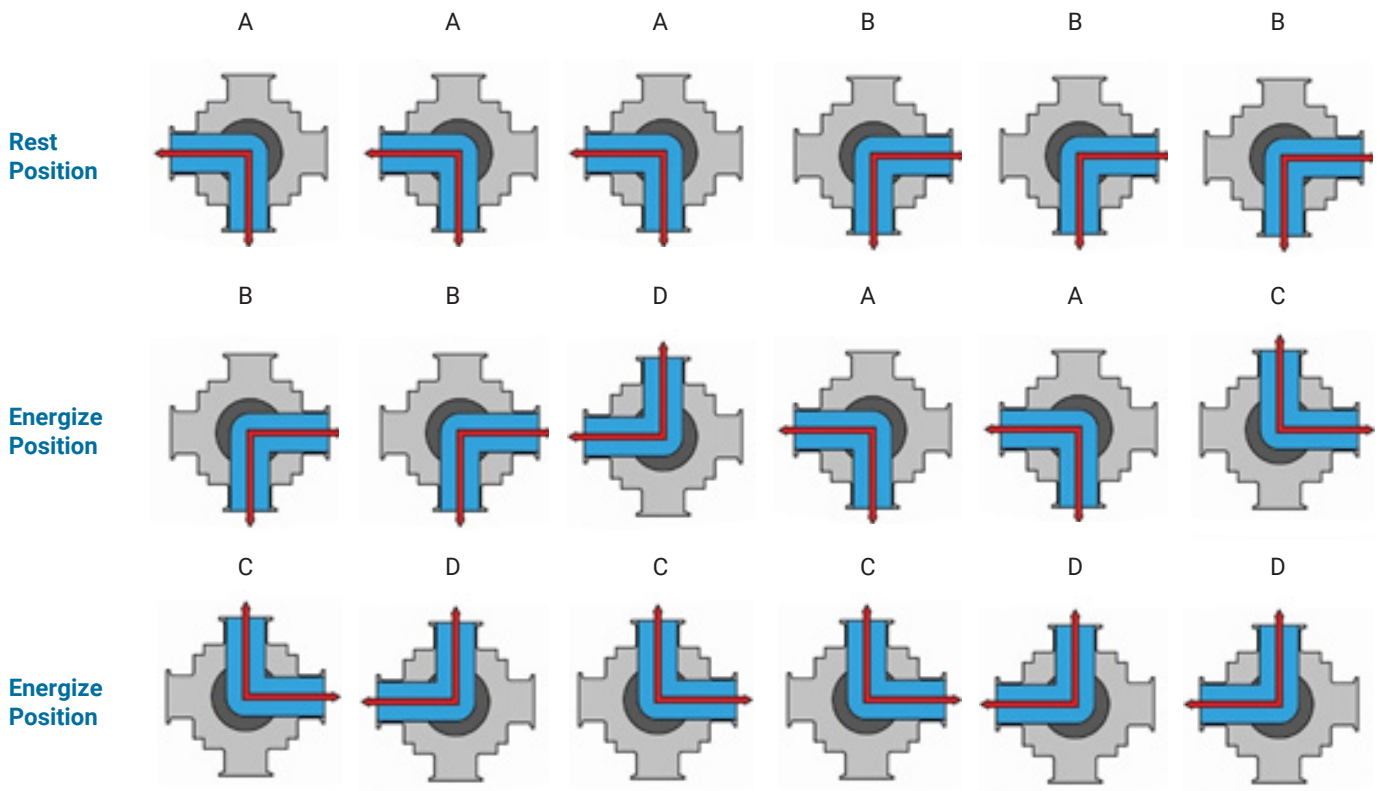 A A A B B B
Rest
Position
B B D A A C
Energize
Position
C D C C D D
Energize
Position